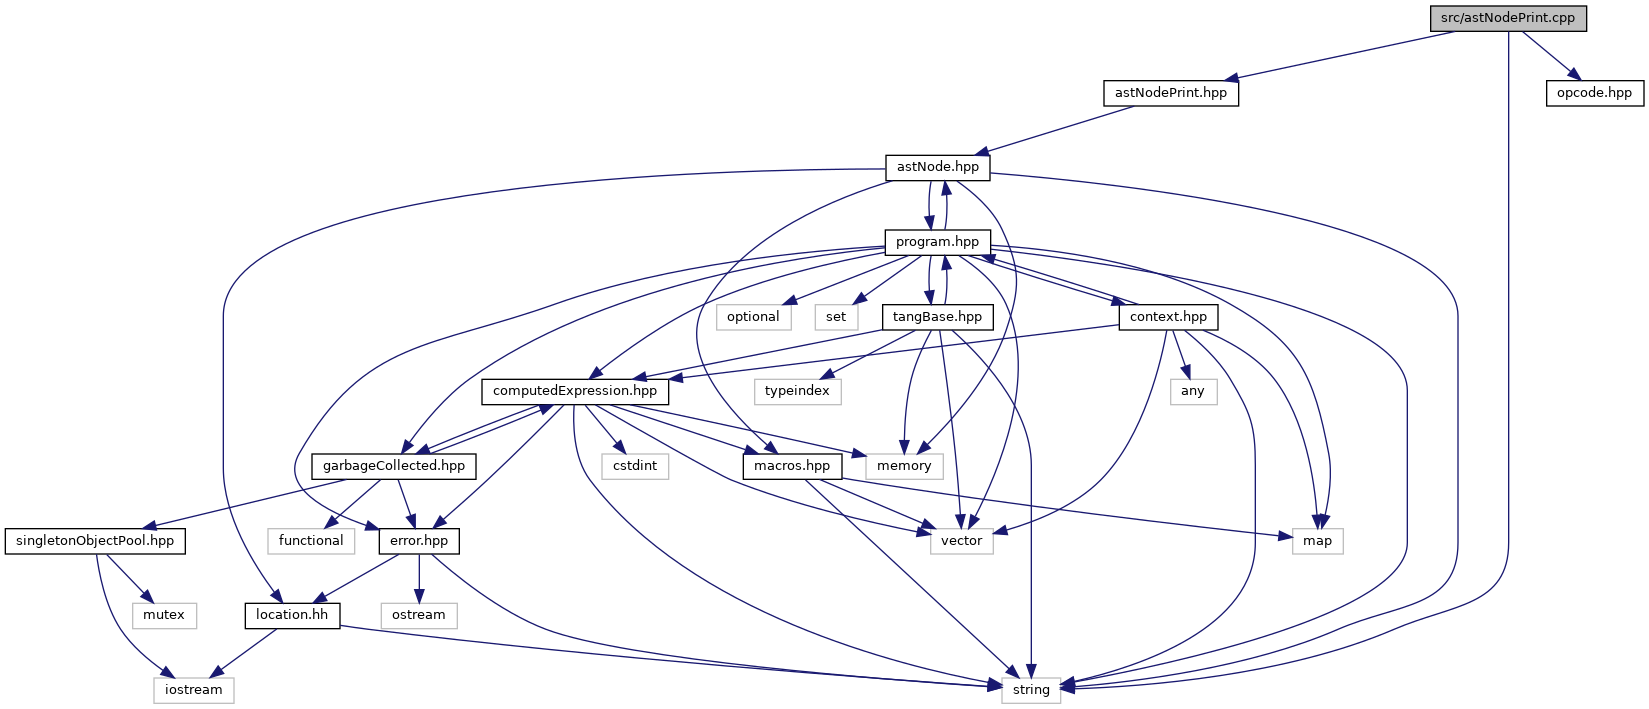 src/astNodePrint.cpp
astNodePrint.hpp
opcode.hpp
astNode.hpp
program.hpp
optional
set
tangBase.hpp
context.hpp
computedExpression.hpp
typeindex
any
garbageCollected.hpp
cstdint
macros.hpp
memory
singletonObjectPool.hpp
functional
error.hpp
vector
map
mutex
location.hh
ostream
iostream
string